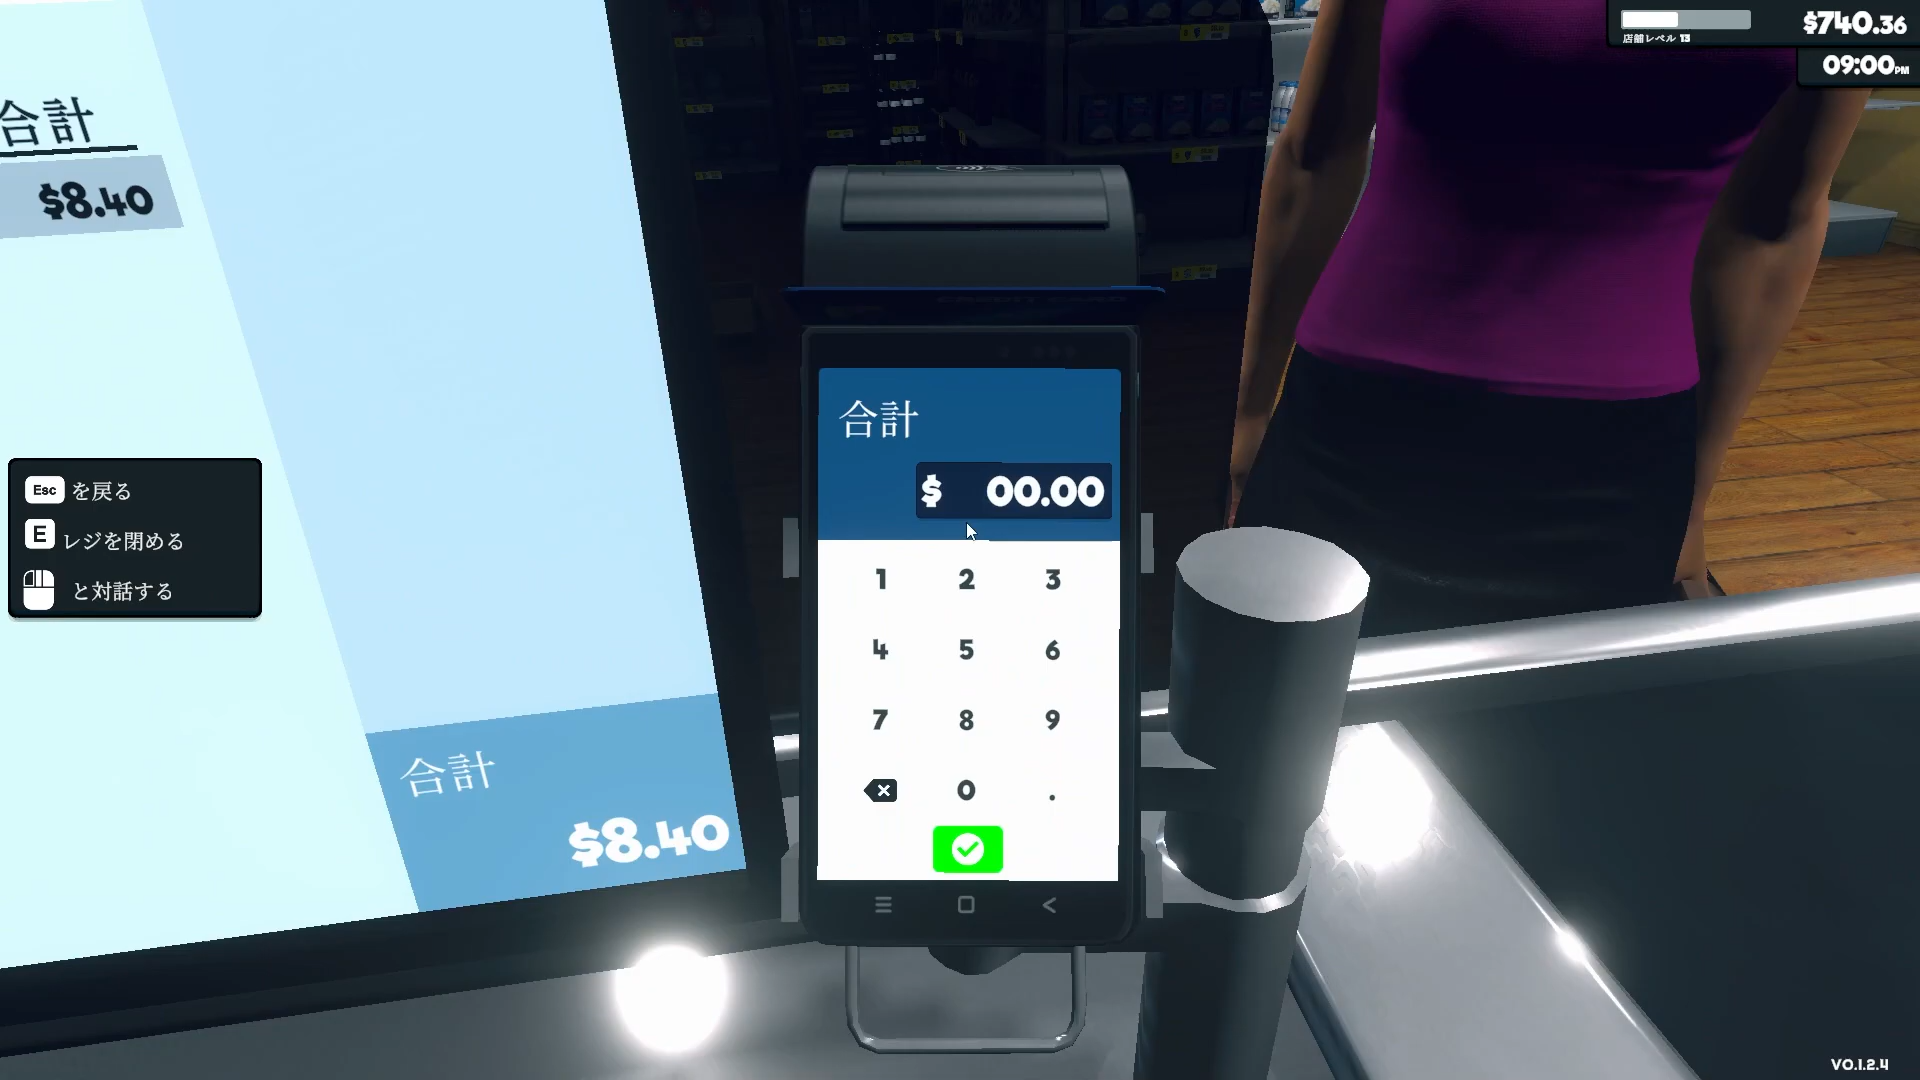 合計
$8.40
合計
$8.40
Esc を戻る
E レジを閉める
と対話する
CREDIT CARD
合計
$ 00.00
1 2 3
4 5 6
7 8 9
0 .
店舗レベル 13
$740.36
09:00PM
V0.1.2.4